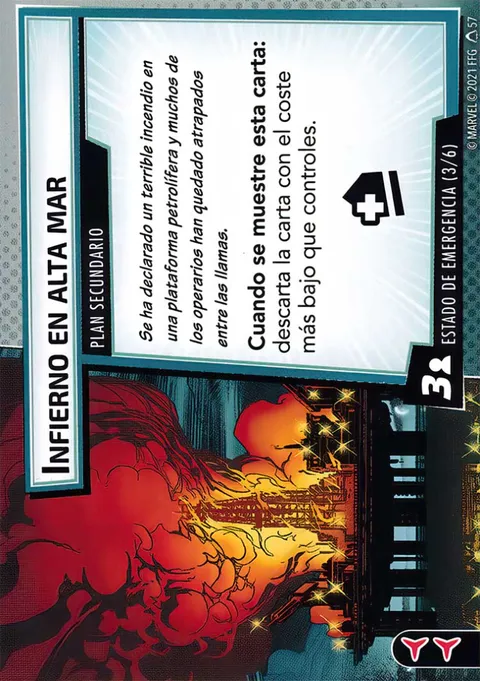 INFIERNO EN ALTA MAR
PLAN SECUNDARIO
Se ha declarado un terrible incendio en
una plataforma petrolífera y muchos de
los operarios han quedado atrapados
entre las llamas.
Cuando se muestre esta carta:
descarta la carta con el coste
más bajo que controles.
3
ESTADO DE EMERGENCIA (3/6)
© MARVEL © 2021 FFG 57